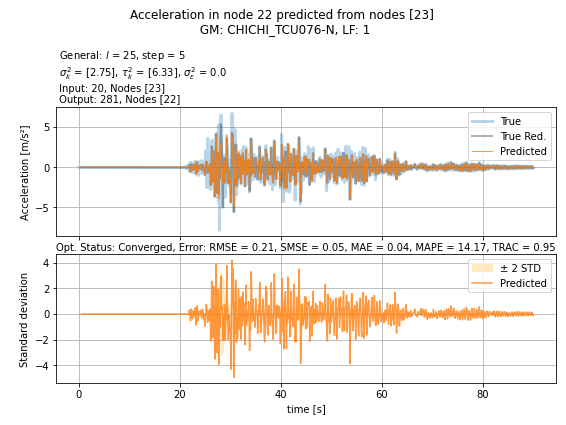 Acceleration in node 22 predicted from nodes [23]
GM: CHICHI_TCU076-N, LF: 1
General: l = 25, step = 5
σ²ₖ = [2.75], τ²ₖ = [6.33], σ²ε = 0.0
Input: 20, Nodes [23]
Output: 281, Nodes [22]
5
0
−5
Acceleration [m/s²]
True
True Red.
Predicted
Opt. Status: Converged, Error: RMSE = 0.21, SMSE = 0.05, MAE = 0.04, MAPE = 14.17, TRAC = 0.95
4
2
0
−2
−4
Standard deviation
± 2 STD
Predicted
0 20 40 60 80
time [s]